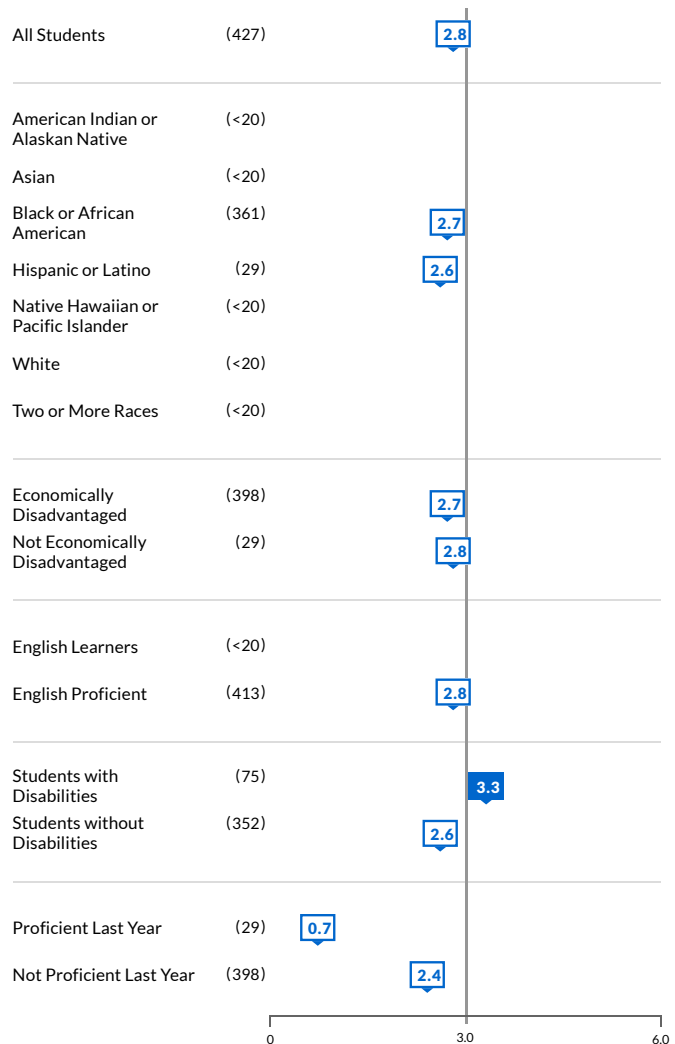 All Students (427) 2.8
American Indian or (<20)
Alaskan Native
Asian (<20)
Black or African (361) 2.7
American
Hispanic or Latino (29) 2.6
Native Hawaiian or (<20)
Pacific Islander
White (<20)
Two or More Races (<20)
Economically (398) 2.7
Disadvantaged
Not Economically (29) 2.8
Disadvantaged
English Learners (<20)
English Proficient (413) 2.8
Students with (75) 3.3
Disabilities
Students without (352) 2.6
Disabilities
Proficient Last Year (29) 0.7
Not Proficient Last Year (398) 2.4
0 3.0 6.0